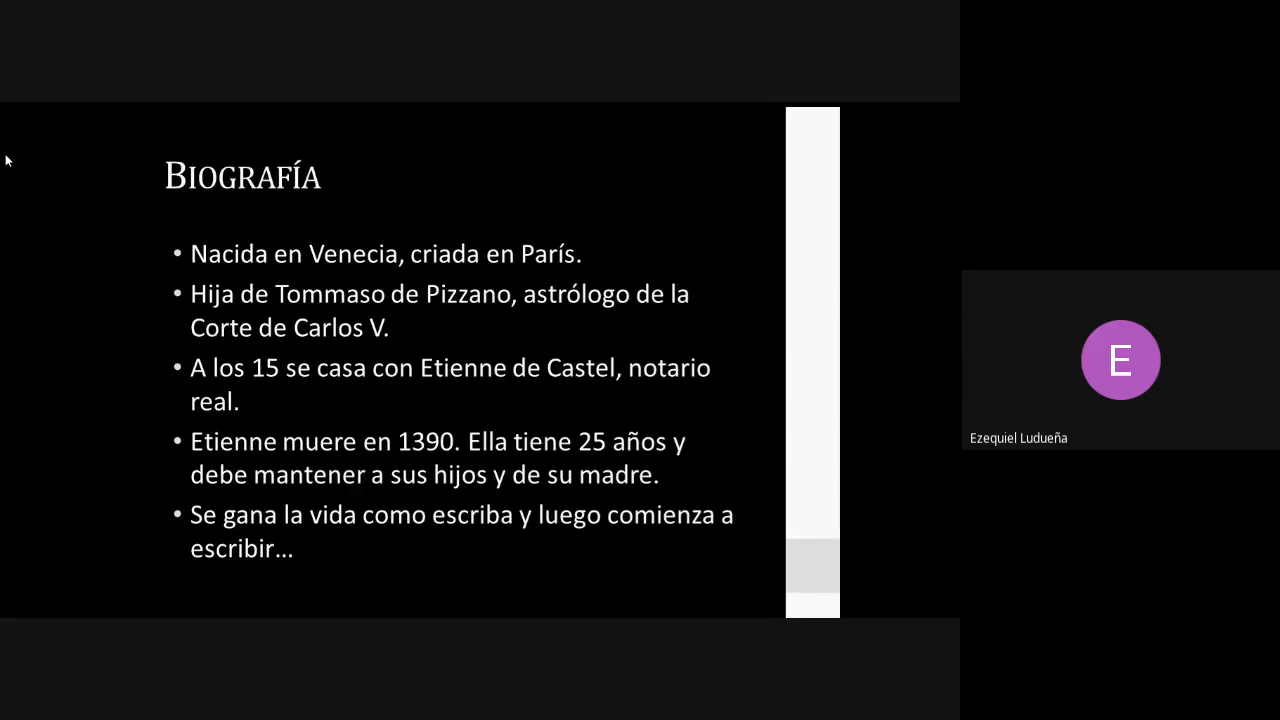 BIOGRAFÍA
• Nacida en Venecia, criada en París.
• Hija de Tommaso de Pizzano, astrólogo de la
Corte de Carlos V.
• A los 15 se casa con Etienne de Castel, notario
real.
• Etienne muere en 1390. Ella tiene 25 años y
debe mantener a sus hijos y de su madre.
• Se gana la vida como escriba y luego comienza a
escribir...
E
Ezequiel Ludueña